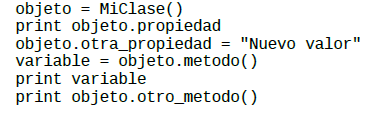 objeto = MiClase()
print objeto.propiedad
objeto.otra_propiedad = "Nuevo valor"
variable = objeto.metodo()
print variable
print objeto.otro_metodo()